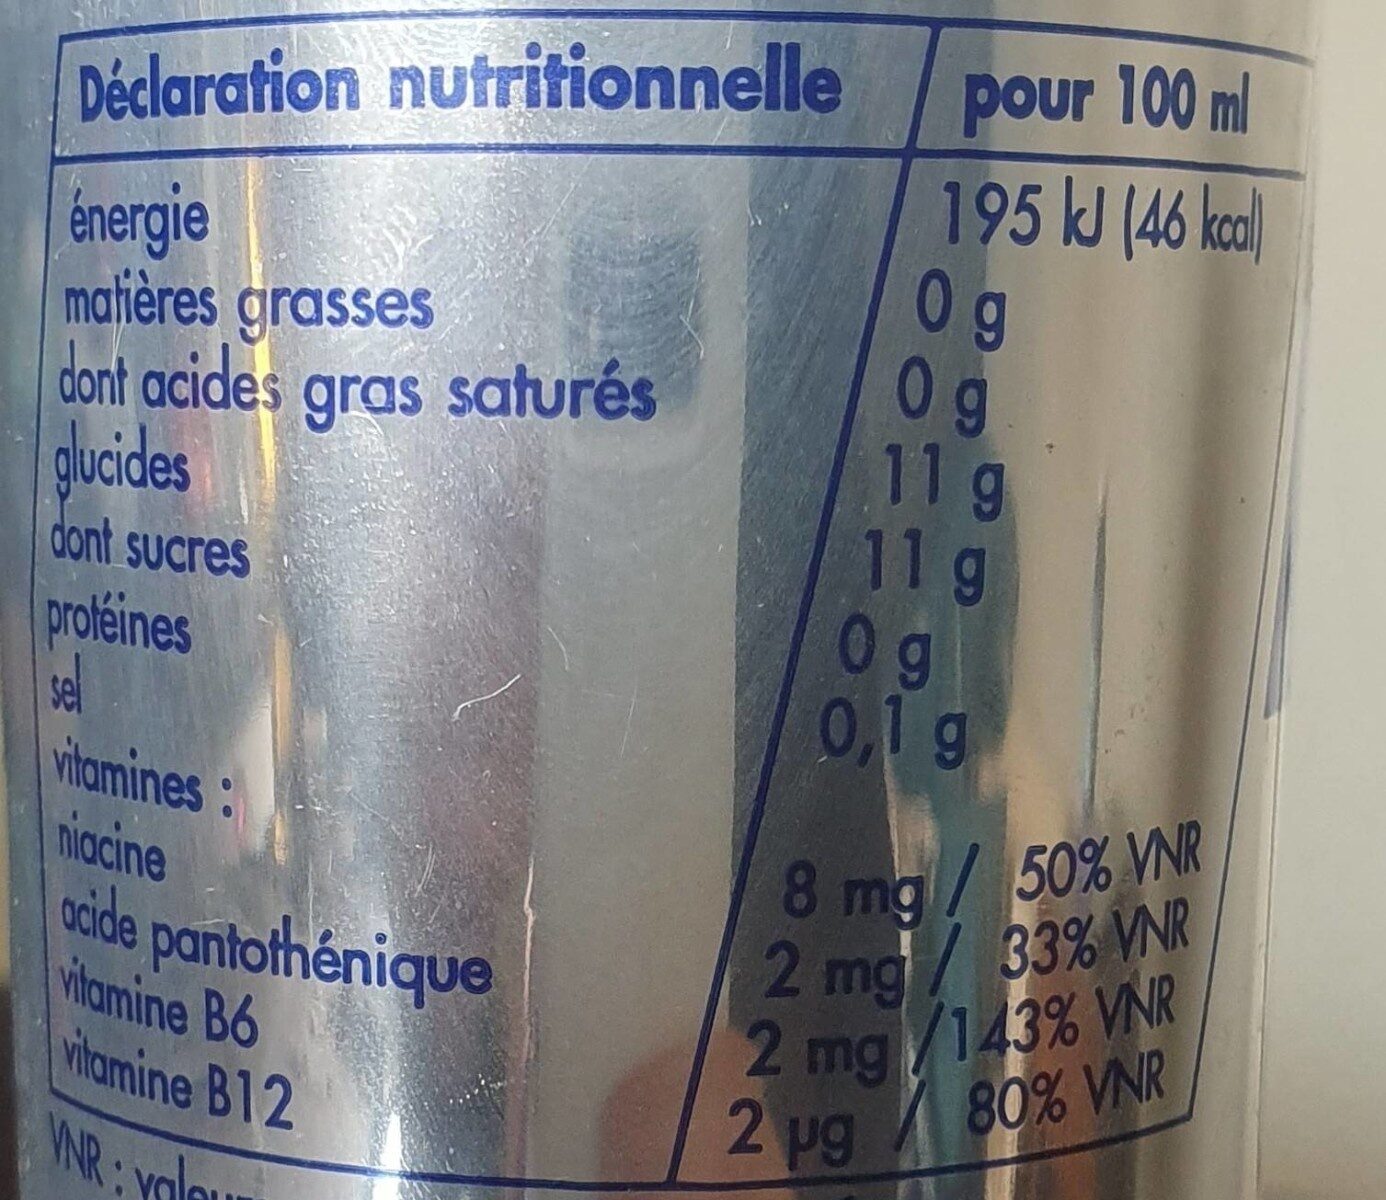 Déclaration nutritionnelle pour 100 ml
énergie 195 kJ (46 kcal)
matières grasses 0 g
dont acides gras saturés 0 g
glucides 11 g
dont sucres 11 g
protéines 0 g
sel 0,1 g
vitamines :
niacine 8 mg / 50% VNR
acide pantothénique 2 mg / 33% VNR
vitamine B6 2 mg /143% VNR
vitamine B12 2 µg / 80% VNR
VNR :